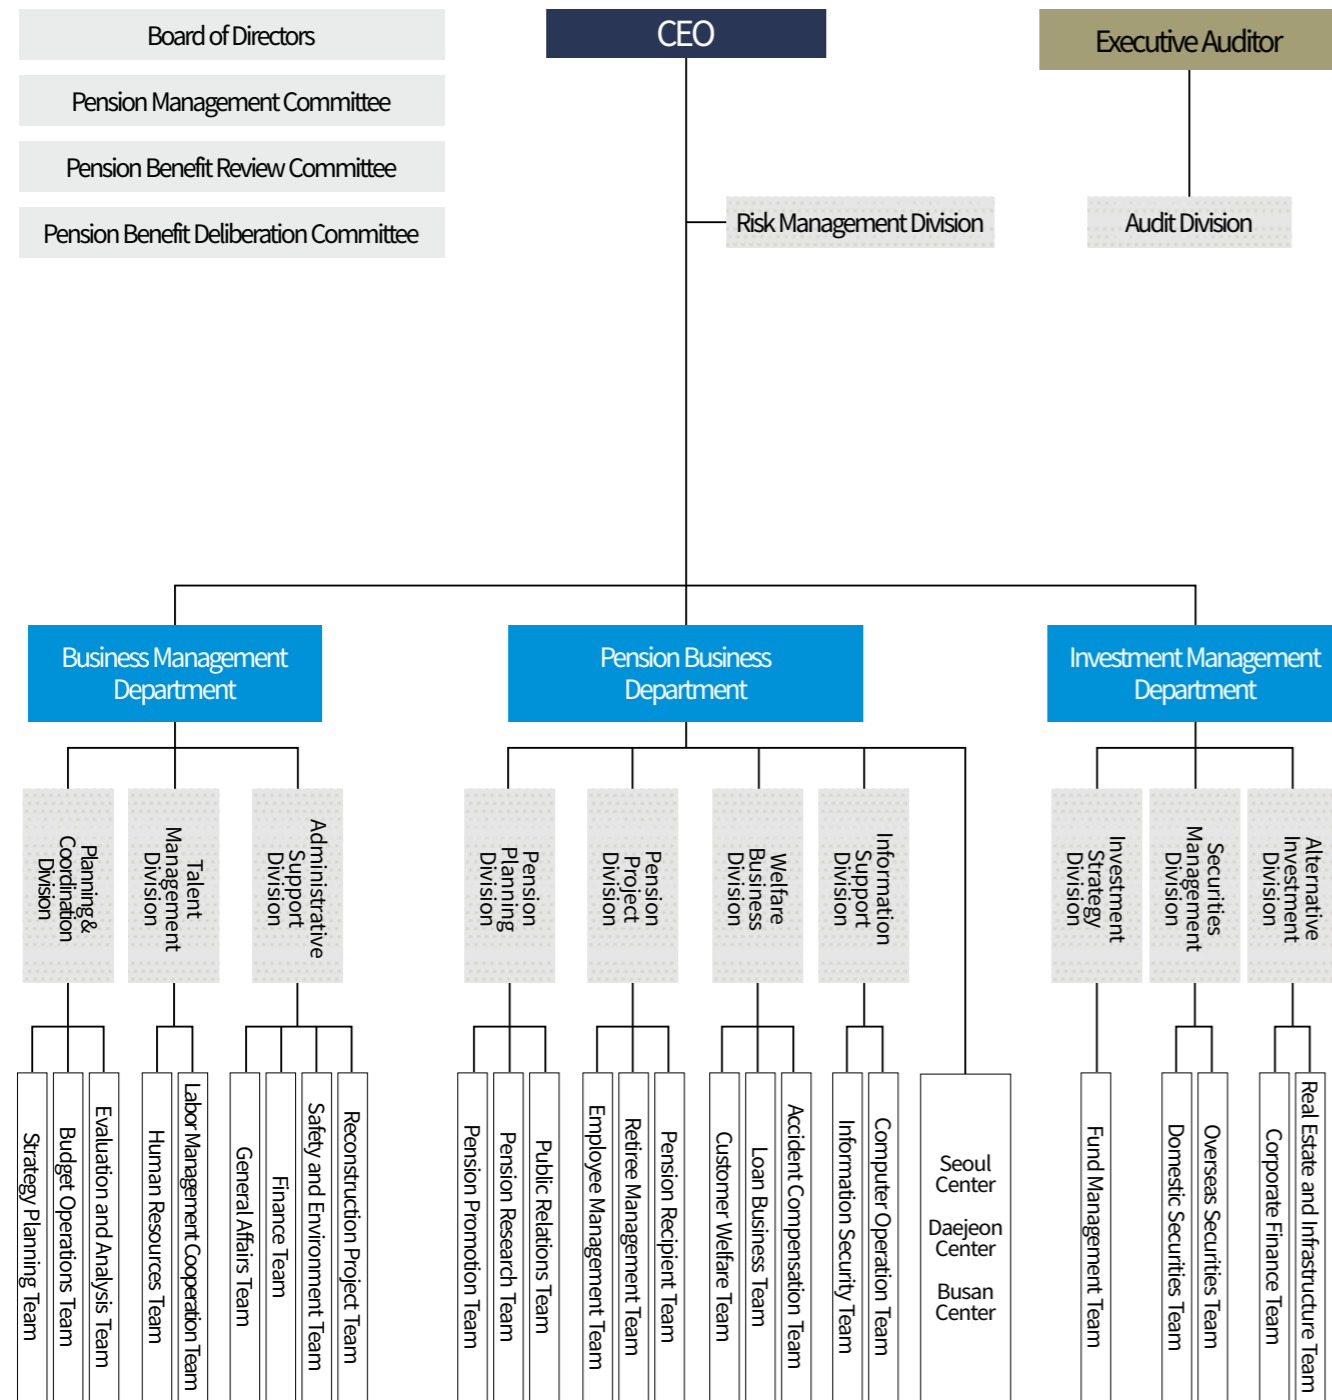 Board of Directors
Pension Management Committee
Pension Benefit Review Committee
Pension Benefit Deliberation Committee
CEO
Executive Auditor
Risk Management Division
Audit Division
Business Management
Department
Pension Business
Department
Investment Management
Department
Planning &
Coordination
Division
Talent
Management
Division
Administrative
Support
Division
Pension
Planning
Division
Pension
Project
Division
Welfare
Business
Division
Information
Support
Division
Investment
Strategy
Division
Securities
Management
Division
Alternative
Investment
Division
Strategy Planning Team
Budget Operations Team
Evaluation and Analysis Team
Human Resources Team
Labor Management Cooperation Team
General Affairs Team
Finance Team
Safety and Environment Team
Reconstruction Project Team
Pension Promotion Team
Pension Research Team
Public Relations Team
Employee Management Team
Retiree Management Team
Pension Recipient Team
Customer Welfare Team
Loan Business Team
Accident Compensation Team
Information Security Team
Computer Operation Team
Seoul
Center
Daejeon
Center
Busan
Center
Fund Management Team
Domestic Securities Team
Overseas Securities Team
Corporate Finance Team
Real Estate and Infrastructure Team